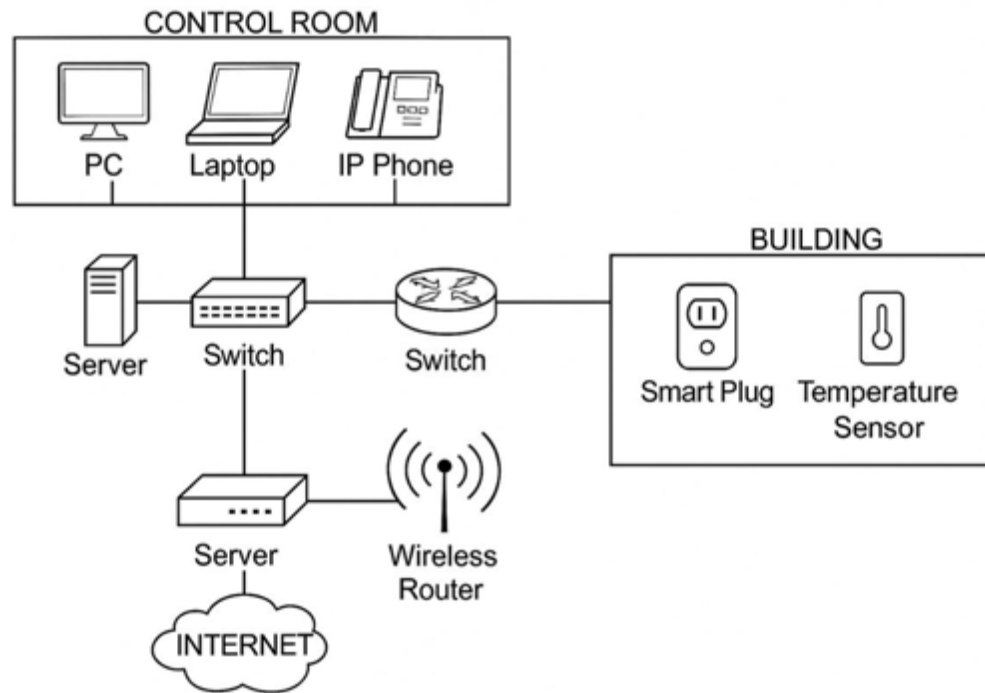 CONTROL ROOM
PC
Laptop
IP Phone
BUILDING
Server
Switch
Switch
Smart Plug
Temperature
Sensor
Server
Wireless
Router
INTERNET